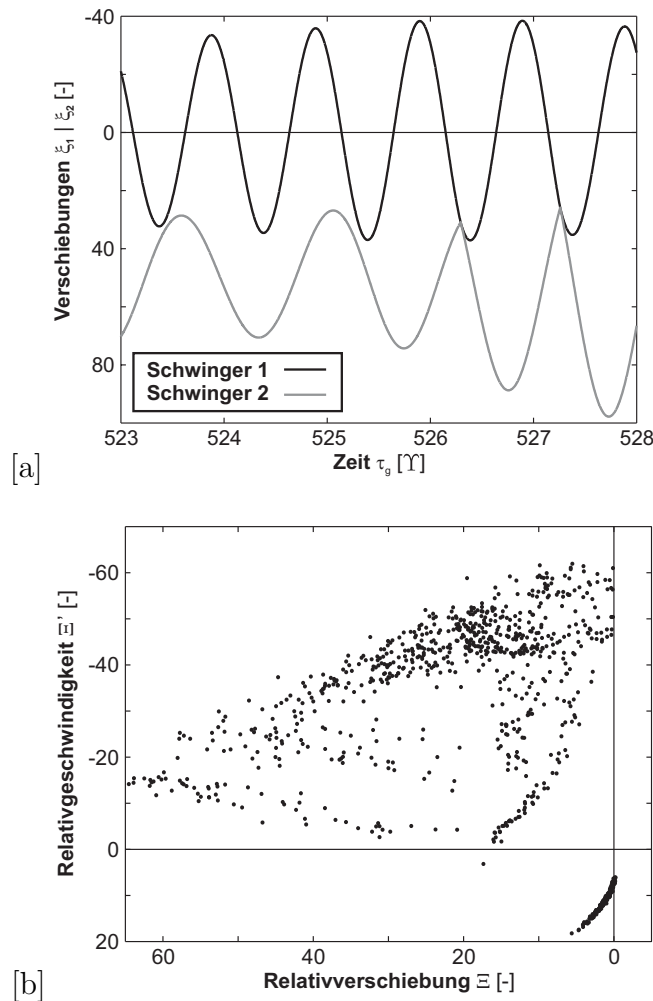 -40
0
40
80
Verschiebungen ξ₁ | ξ₂ [-]
Schwinger 1
Schwinger 2
523 524 525 526 527 528
Zeit τg [ϒ]
[a]
-60
-40
-20
0
20
Relativgeschwindigkeit Ξ' [-]
60 40 20 0
Relativverschiebung Ξ [-]
[b]